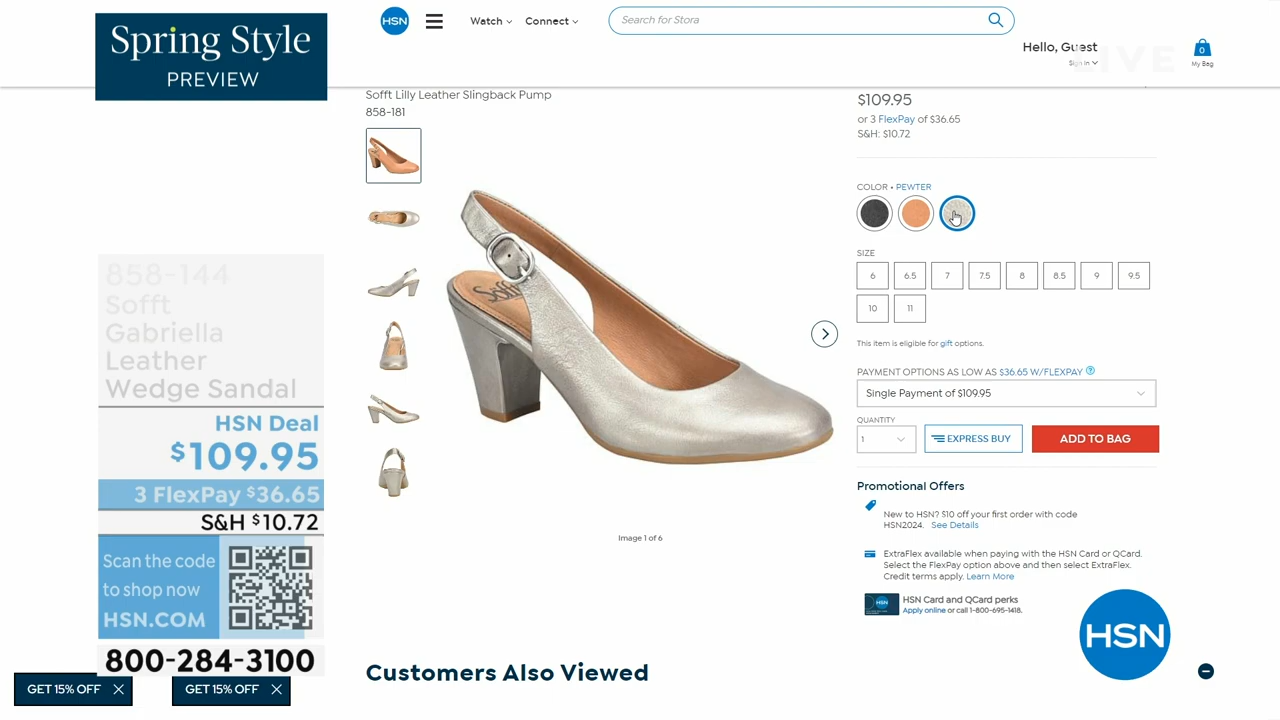 Spring Style
PREVIEW
HSN
Watch
Connect
Search for Stora
Hello, Guest
Sign In
LIVE
0
My Bag
Sofft Lilly Leather Slingback Pump
858-181
$109.95
or 3 FlexPay of $36.65
S&H: $10.72
COLOR • PEWTER
SIZE
6 6.5 7 7.5 8 8.5 9 9.5
10 11
This item is eligible for gift options.
PAYMENT OPTIONS AS LOW AS $36.65 W/FLEXPAY ?
Single Payment of $109.95
QUANTITY
1
EXPRESS BUY
ADD TO BAG
Promotional Offers
New to HSN? $10 off your first order with code
HSN2024. See Details
ExtraFlex available when paying with the HSN Card or QCard.
Select the FlexPay option above and then select ExtraFlex.
Credit terms apply. Learn More
HSN Card and QCard perks
Apply online or call 1-800-695-1418.
HSN
Söfft
Image 1 of 6
Customers Also Viewed
858-144
Sofft
Gabriella
Leather
Wedge Sandal
HSN Deal
$109.95
3 FlexPay $36.65
S&H $10.72
Scan the code
to shop now
HSN.COM
800-284-3100
GET 15% OFF
GET 15% OFF
HSN